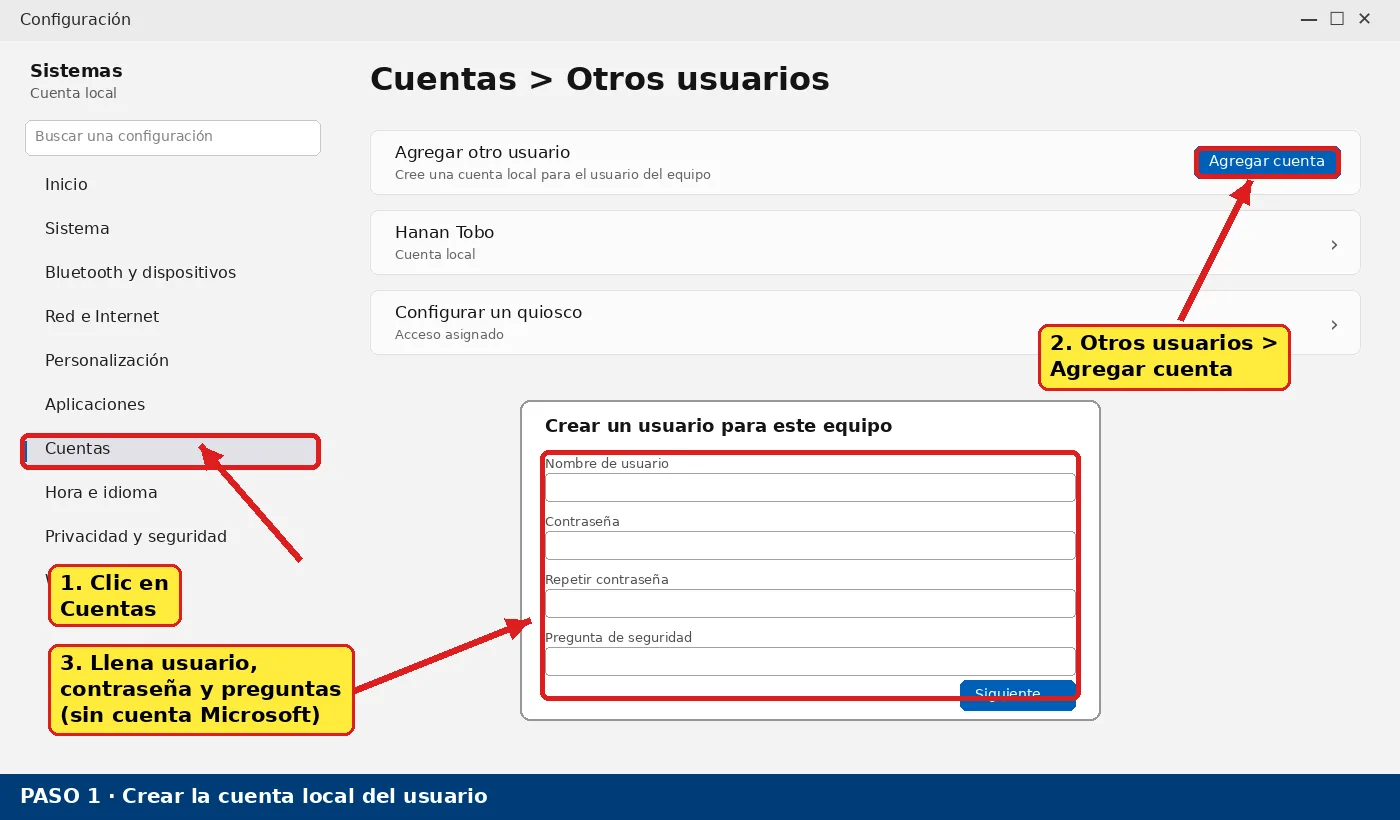 Configuración
Sistemas
Cuenta local
Buscar una configuración
Inicio
Sistema
Bluetooth y dispositivos
Red e Internet
Personalización
Aplicaciones
Cuentas
Hora e idioma
Privacidad y seguridad
1. Clic en
Cuentas
3. Llena usuario,
contraseña y preguntas
(sin cuenta Microsoft)
Cuentas > Otros usuarios
Agregar otro usuario
Cree una cuenta local para el usuario del equipo
Agregar cuenta
Hanan Tobo
Cuenta local
Configurar un quiosco
Acceso asignado
2. Otros usuarios >
Agregar cuenta
Crear un usuario para este equipo
Nombre de usuario
Contraseña
Repetir contraseña
Pregunta de seguridad
Siguiente
PASO 1 · Crear la cuenta local del usuario